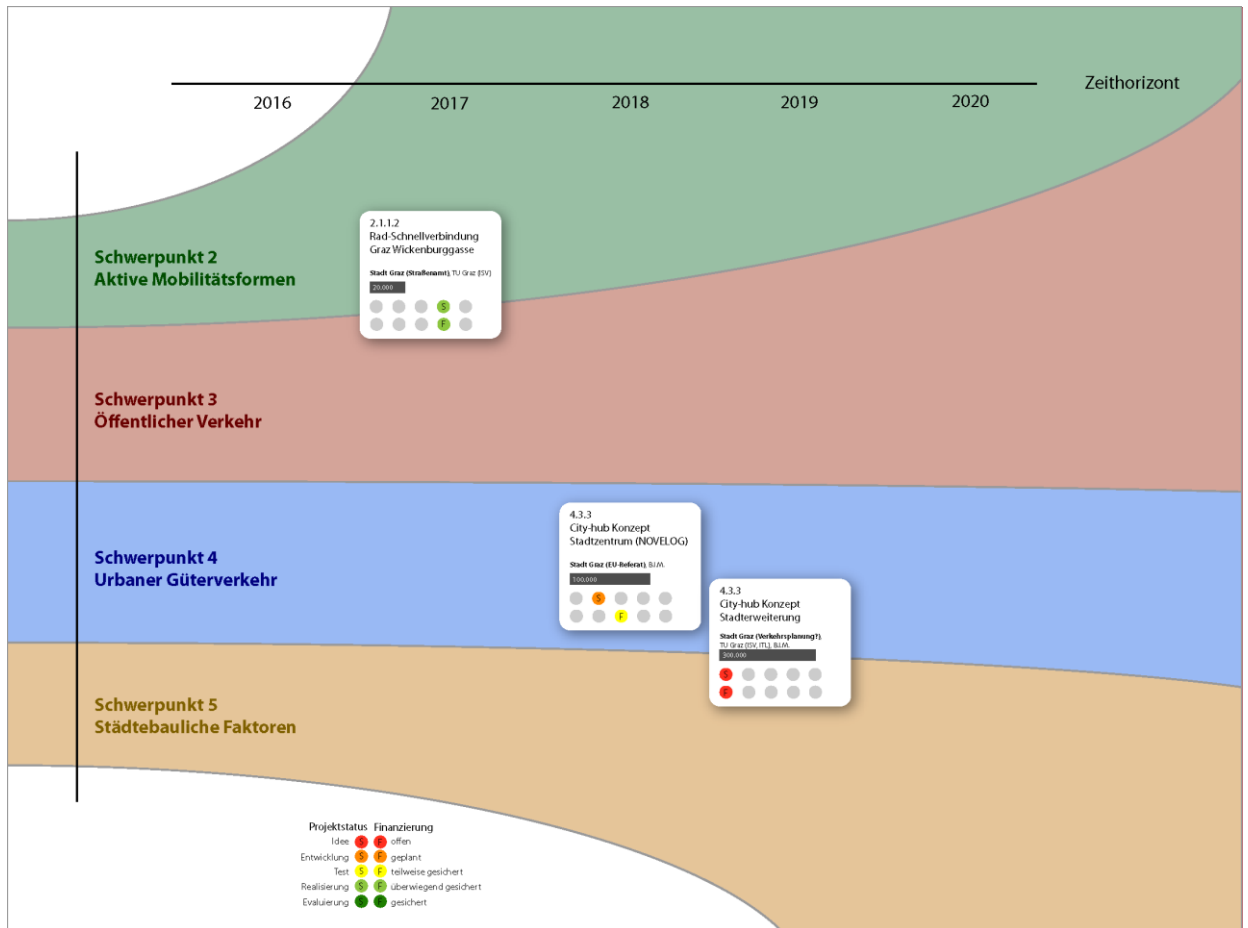 Zeithorizont
2016 2017 2018 2019 2020
Schwerpunkt 2
Aktive Mobilitätsformen
2.1.1.2
Rad-Schnellverbindung
Graz Wickenburggasse
Stadt Graz (Straßenamt), TU Graz (ISV)
20.000
S
F
Schwerpunkt 3
Öffentlicher Verkehr
Schwerpunkt 4
Urbaner Güterverkehr
4.3.3
City-hub Konzept
Stadtzentrum (NOVELOG)
Stadt Graz (EU-Referat), B.I.M.
100.000
S
F
4.3.3
City-hub Konzept
Stadterweiterung
Stadt Graz (Verkehrsplanung?),
TU Graz (ISV, ITL), B.I.M.
300.000
S
F
Schwerpunkt 5
Städtebauliche Faktoren
Projektstatus Finanzierung
Idee S F offen
Entwicklung S F geplant
Test S F teilweise gesichert
Realisierung S F überwiegend gesichert
Evaluierung S F gesichert